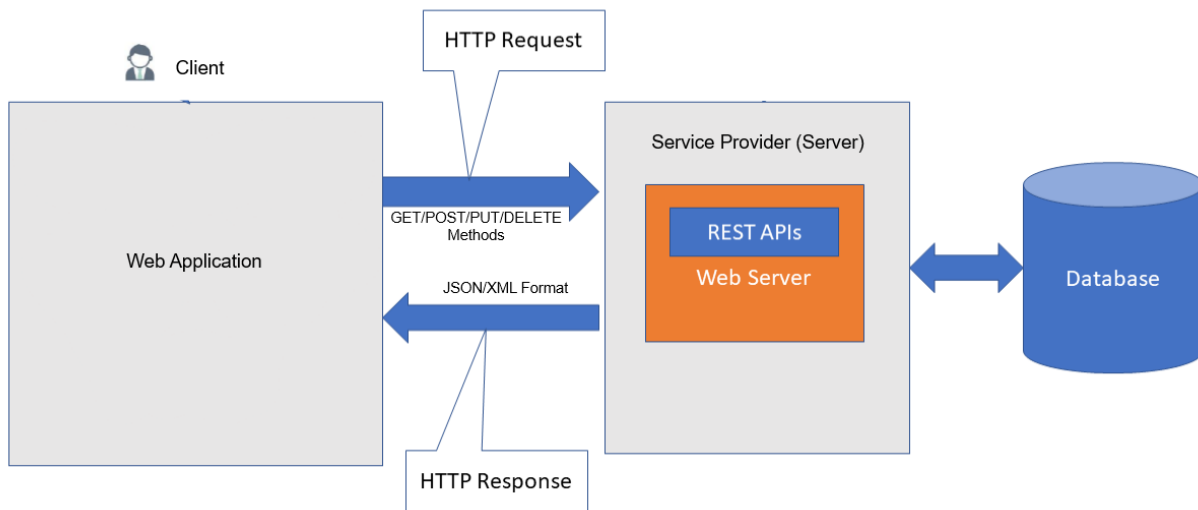 HTTP Request
Client
Service Provider (Server)
GET/POST/PUT/DELETE
Methods
REST APIs
Web Server
Web Application
JSON/XML Format
Database
HTTP Response